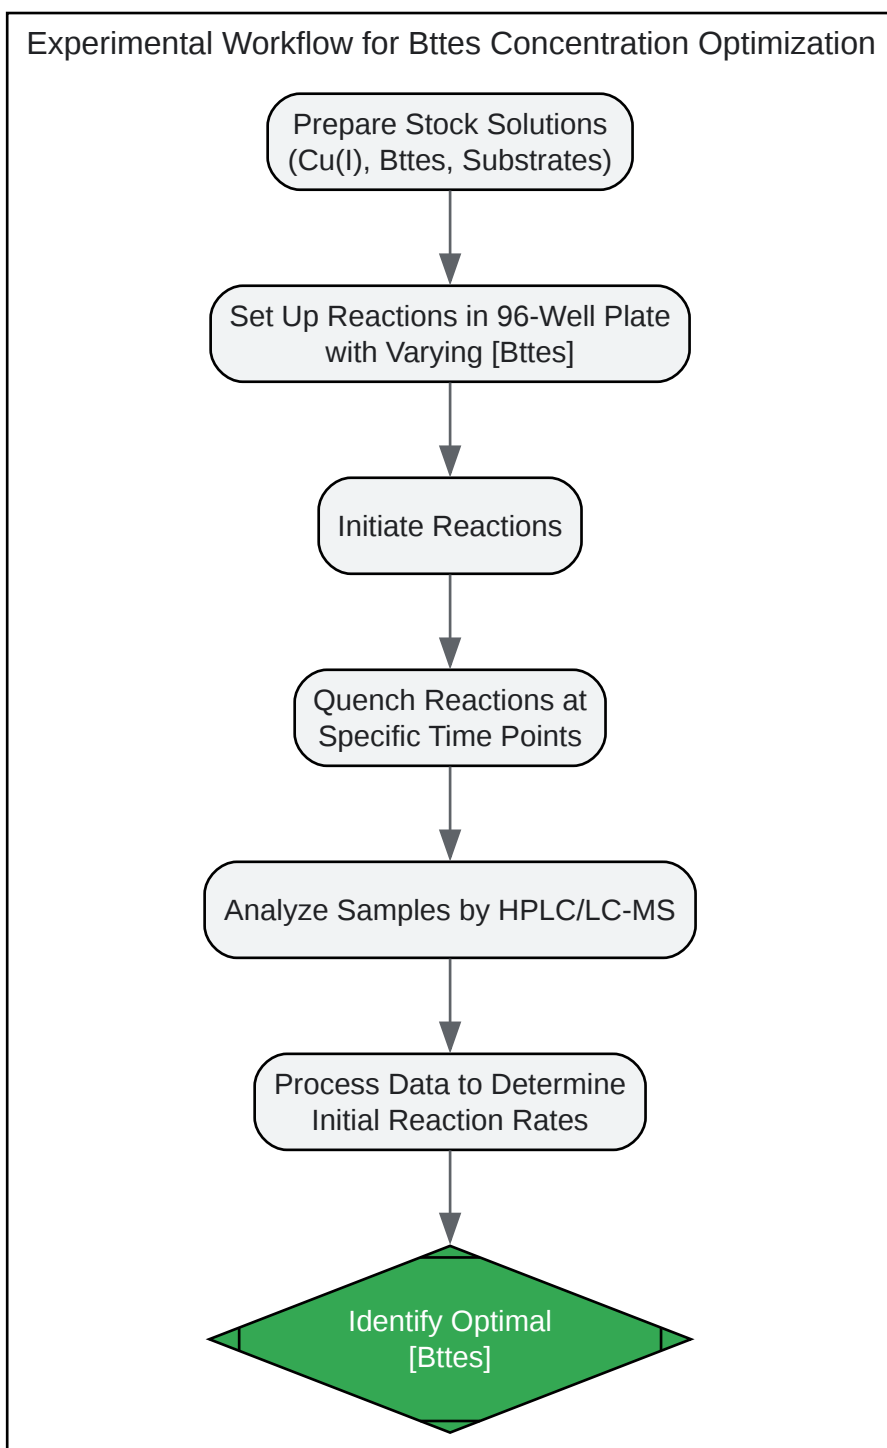 Experimental Workflow for Bttes Concentration Optimization
Prepare Stock Solutions
(Cu(I), Bttes, Substrates)
Set Up Reactions in 96-Well Plate
with Varying [Bttes]
Initiate Reactions
Quench Reactions at
Specific Time Points
Analyze Samples by HPLC/LC-MS
Process Data to Determine
Initial Reaction Rates
Identify Optimal
[Bttes]